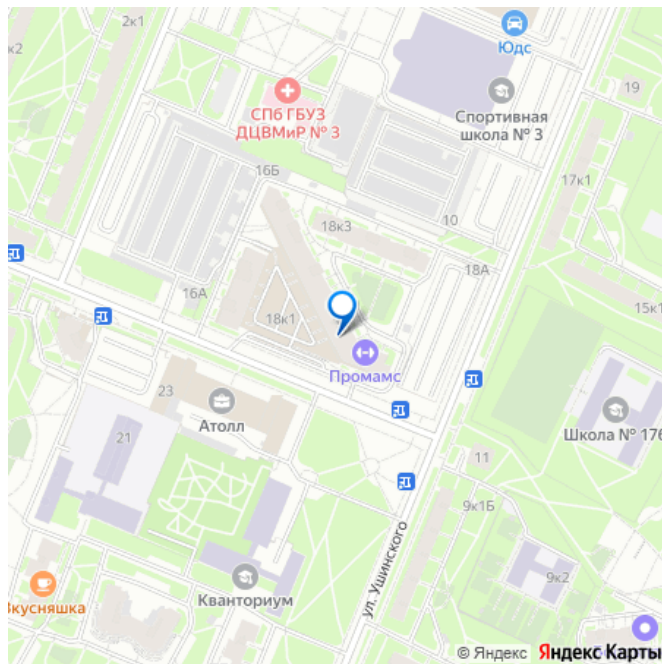 2к1
к2
Юдс
19
СПб ГБУЗ
ДЦВМиР № 3
Спортивная
школа № 3
16Б
17к1
18к3
10
18А
16А
18к1
15к1
Промамс
23
Атолл
21
Школа № 176
11
9к1Б
ул. Ушинского
9к2
Кванториум
Вкусняшка
© Яндекс Яндекс Карты